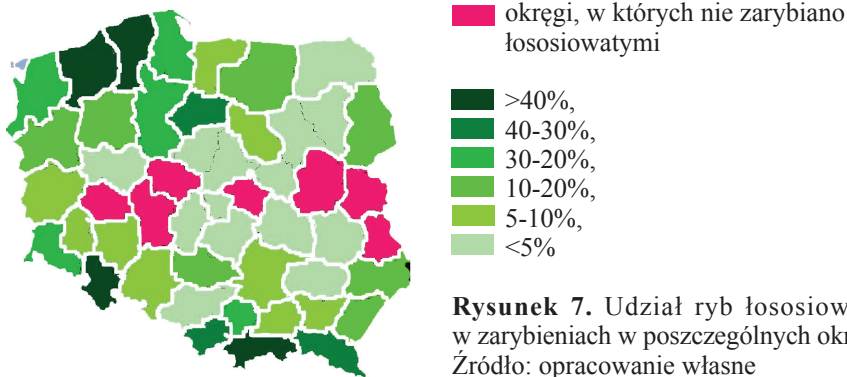 okręgi, w których nie zarybiano
łososiowatymi
>40%,
40-30%,
30-20%,
10-20%,
5-10%,
<5%
Rysunek 7. Udział ryb łososiow
w zarybieniach w poszczególnych okr
Źródło: opracowanie własne